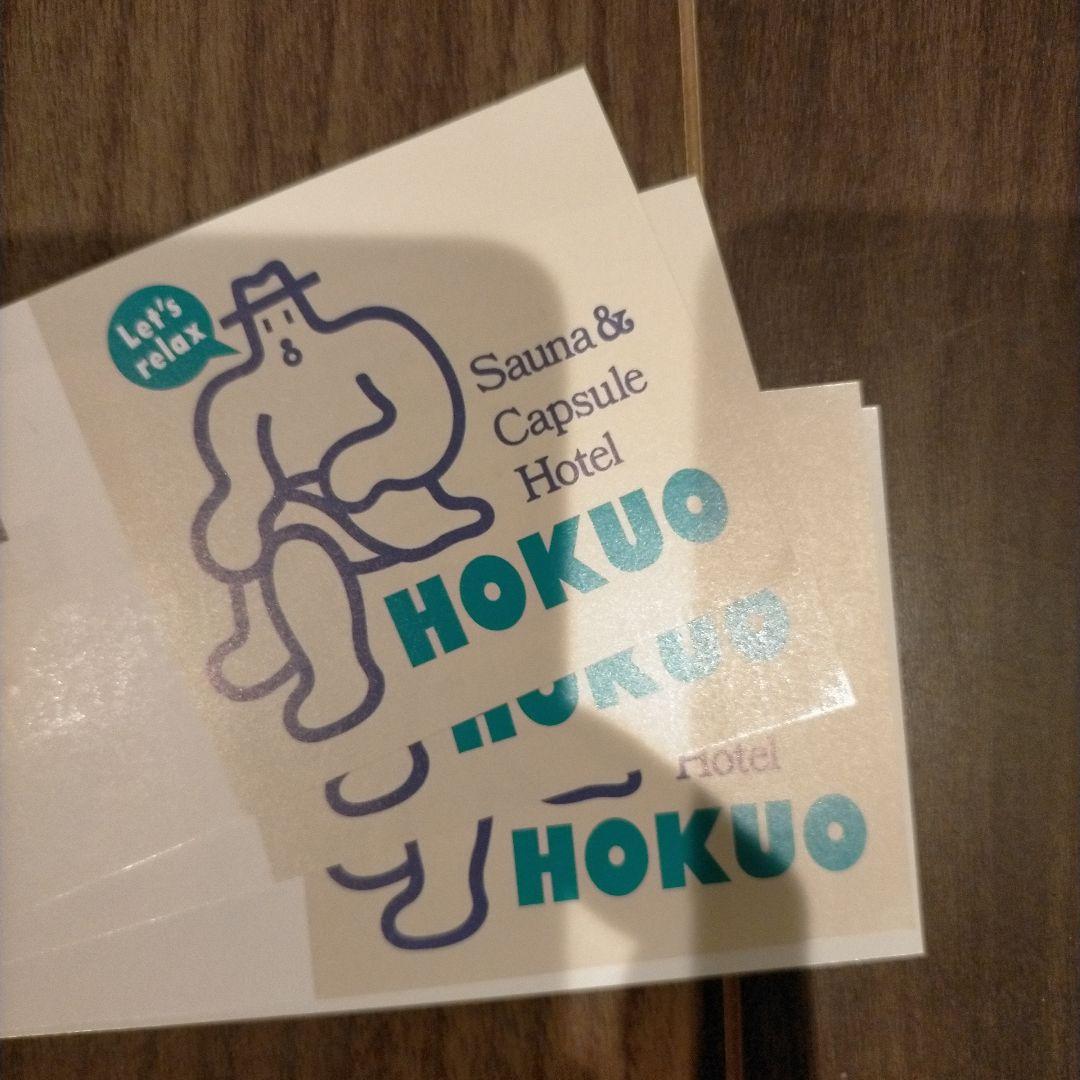 Let's
relax
Sauna &
Capsule
Hotel
HOKUO
HOKUO
Hotel
HOKUO